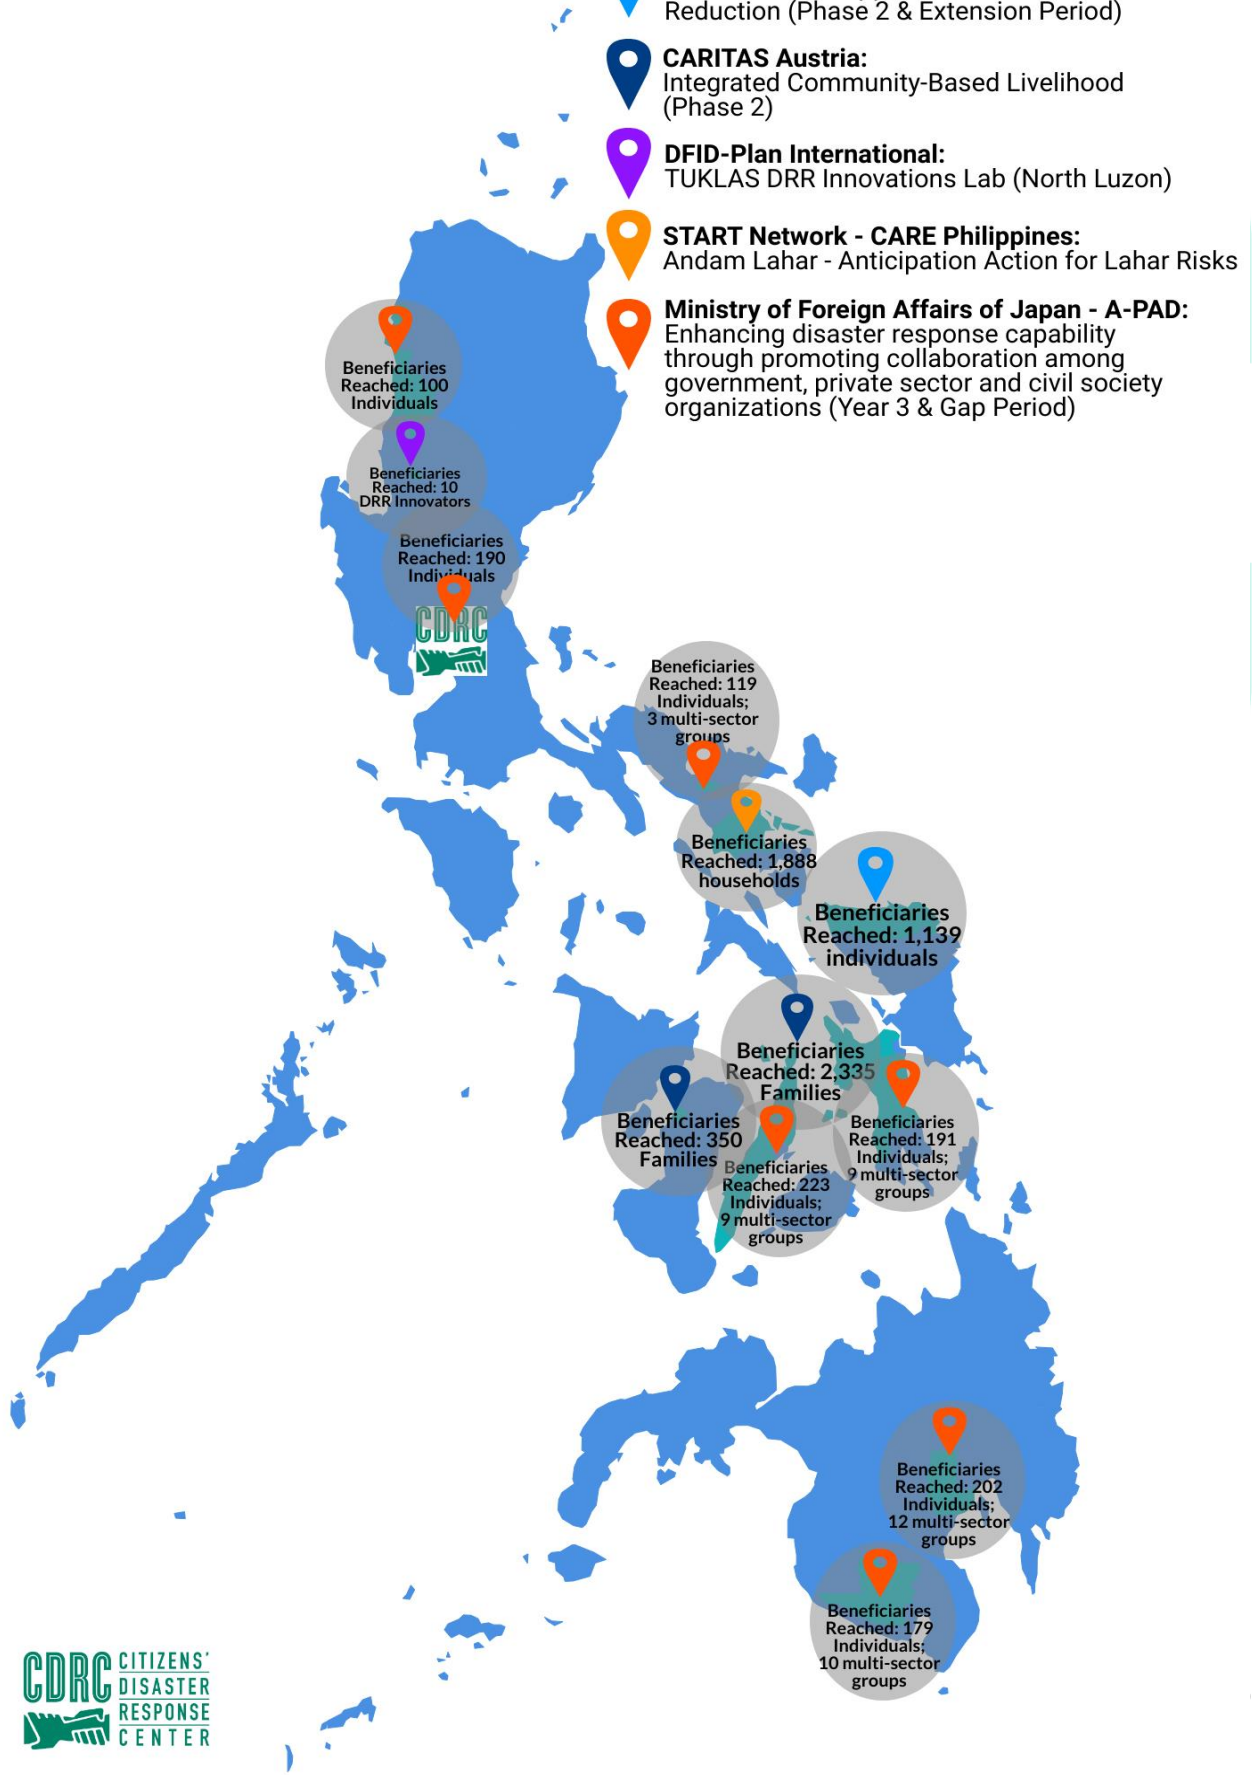 Reduction (Phase 2 & Extension Period)
CARITAS Austria:
Integrated Community-Based Livelihood
(Phase 2)
DFID-Plan International:
TUKLAS DRR Innovations Lab (North Luzon)
START Network - CARE Philippines:
Andam Lahar - Anticipation Action for Lahar Risks
Ministry of Foreign Affairs of Japan - A-PAD:
Enhancing disaster response capability
through promoting collaboration among
government, private sector and civil society
organizations (Year 3 & Gap Period)
Beneficiaries
Reached: 100
Individuals
Beneficiaries
Reached: 10
DRR Innovators
Beneficiaries
Reached: 190
Individuals
CDRC
Beneficiaries
Reached: 119
Individuals;
3 multi-sector
groups
Beneficiaries
Reached: 1,888
households
Beneficiaries
Reached: 1,139
individuals
Beneficiaries
Reached: 2,335
Families
Beneficiaries
Reached: 350
Families
Beneficiaries
Reached: 191
Individuals;
9 multi-sector
groups
Beneficiaries
Reached: 223
Individuals;
9 multi-sector
groups
Beneficiaries
Reached: 202
Individuals;
12 multi-sector
groups
Beneficiaries
Reached: 179
Individuals;
10 multi-sector
groups
CDRC
CITIZENS'
DISASTER
RESPONSE
CENTER